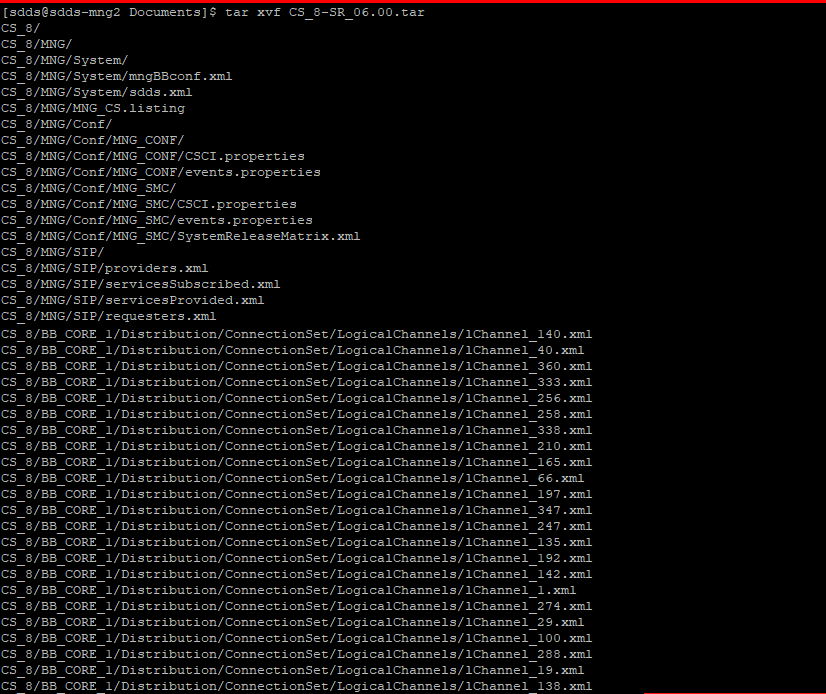 [sdds@sdds-mng2 Documents]$ tar xvf CS_8-SR_06.00.tar
CS_8/
CS_8/MNG/
CS_8/MNG/System/
CS_8/MNG/System/mngBBconf.xml
CS_8/MNG/System/sdds.xml
CS_8/MNG/MNG_CS.listing
CS_8/MNG/Conf/
CS_8/MNG/Conf/MNG_CONF/
CS_8/MNG/Conf/MNG_CONF/CSCI.properties
CS_8/MNG/Conf/MNG_CONF/events.properties
CS_8/MNG/Conf/MNG_SMC/
CS_8/MNG/Conf/MNG_SMC/CSCI.properties
CS_8/MNG/Conf/MNG_SMC/events.properties
CS_8/MNG/Conf/MNG_SMC/SystemReleaseMatrix.xml
CS_8/MNG/SIP/
CS_8/MNG/SIP/providers.xml
CS_8/MNG/SIP/servicesSubscribed.xml
CS_8/MNG/SIP/servicesProvided.xml
CS_8/MNG/SIP/requesters.xml
CS_8/BB_CORE_1/Distribution/ConnectionSet/LogicalChannels/lChannel_140.xml
CS_8/BB_CORE_1/Distribution/ConnectionSet/LogicalChannels/lChannel_40.xml
CS_8/BB_CORE_1/Distribution/ConnectionSet/LogicalChannels/lChannel_360.xml
CS_8/BB_CORE_1/Distribution/ConnectionSet/LogicalChannels/lChannel_333.xml
CS_8/BB_CORE_1/Distribution/ConnectionSet/LogicalChannels/lChannel_256.xml
CS_8/BB_CORE_1/Distribution/ConnectionSet/LogicalChannels/lChannel_258.xml
CS_8/BB_CORE_1/Distribution/ConnectionSet/LogicalChannels/lChannel_338.xml
CS_8/BB_CORE_1/Distribution/ConnectionSet/LogicalChannels/lChannel_210.xml
CS_8/BB_CORE_1/Distribution/ConnectionSet/LogicalChannels/lChannel_165.xml
CS_8/BB_CORE_1/Distribution/ConnectionSet/LogicalChannels/lChannel_66.xml
CS_8/BB_CORE_1/Distribution/ConnectionSet/LogicalChannels/lChannel_197.xml
CS_8/BB_CORE_1/Distribution/ConnectionSet/LogicalChannels/lChannel_347.xml
CS_8/BB_CORE_1/Distribution/ConnectionSet/LogicalChannels/lChannel_247.xml
CS_8/BB_CORE_1/Distribution/ConnectionSet/LogicalChannels/lChannel_135.xml
CS_8/BB_CORE_1/Distribution/ConnectionSet/LogicalChannels/lChannel_192.xml
CS_8/BB_CORE_1/Distribution/ConnectionSet/LogicalChannels/lChannel_142.xml
CS_8/BB_CORE_1/Distribution/ConnectionSet/LogicalChannels/lChannel_1.xml
CS_8/BB_CORE_1/Distribution/ConnectionSet/LogicalChannels/lChannel_274.xml
CS_8/BB_CORE_1/Distribution/ConnectionSet/LogicalChannels/lChannel_29.xml
CS_8/BB_CORE_1/Distribution/ConnectionSet/LogicalChannels/lChannel_100.xml
CS_8/BB_CORE_1/Distribution/ConnectionSet/LogicalChannels/lChannel_288.xml
CS_8/BB_CORE_1/Distribution/ConnectionSet/LogicalChannels/lChannel_19.xml
CS_8/BB_CORE_1/Distribution/ConnectionSet/LogicalChannels/lChannel_138.xml